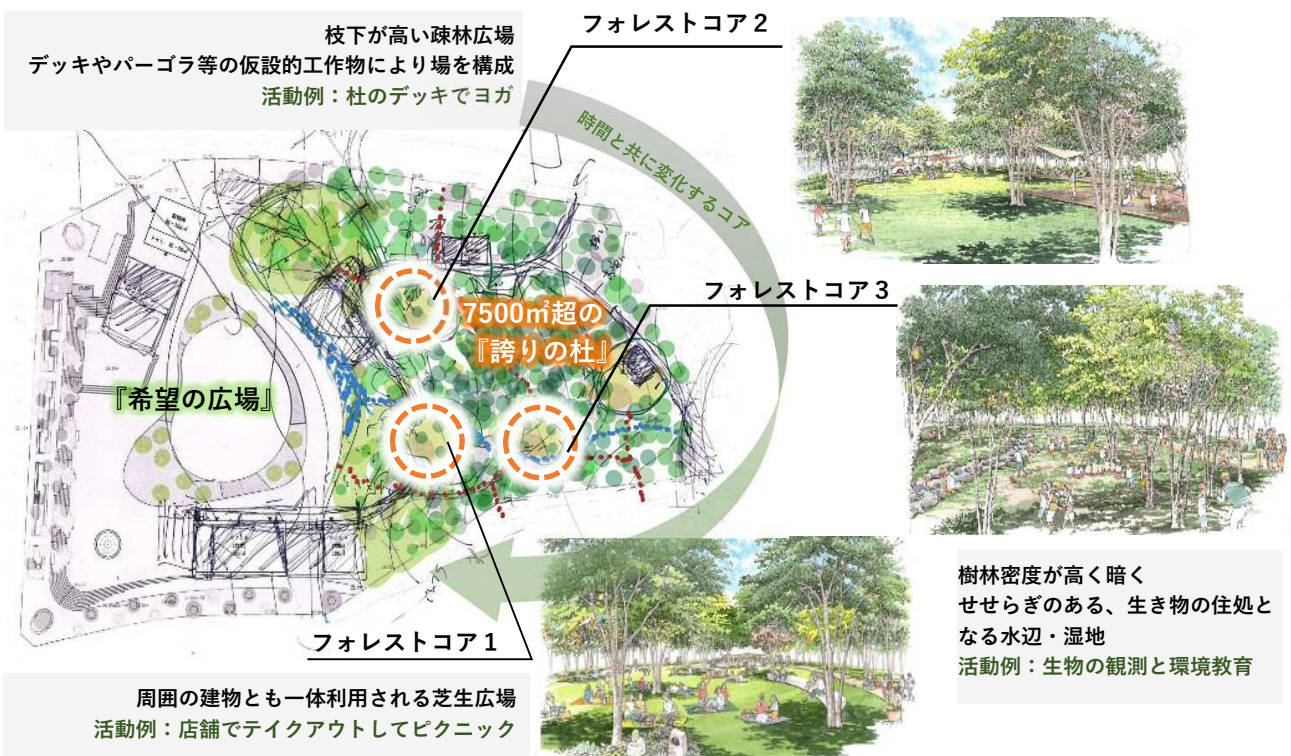 フォレストコア２
枝下が高い疎林広場
デッキやパーゴラ等の仮設的工作物により場を構成
活動例：杜のデッキでヨガ
時間と共に変化するコア
フォレストコア３
7500㎡超の
『誇りの杜』
『希望の広場』
樹林密度が高く暗く
せせらぎのある、生き物の住処と
なる水辺・湿地
活動例：生物の観測と環境教育
フォレストコア１
周囲の建物とも一体利用される芝生広場
活動例：店舗でテイクアウトしてピクニック